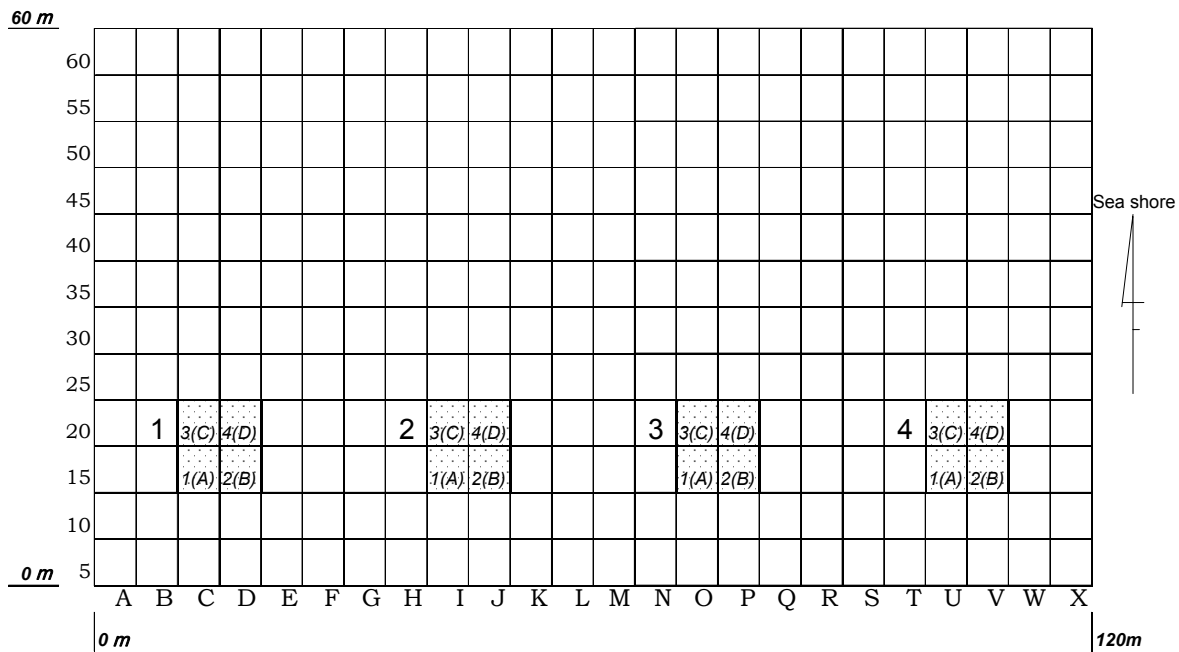 60 m
60
55
50
45
Sea shore
40
35
30
25
1 3(C) 4(D) 2 3(C) 4(D) 3 3(C) 4(D) 4 3(C) 4(D)
20
1(A) 2(B) 1(A) 2(B) 1(A) 2(B) 1(A) 2(B)
15
10
0 m 5
A B C D E F G H I J K L M N O P Q R S T U V W X
0 m 120m